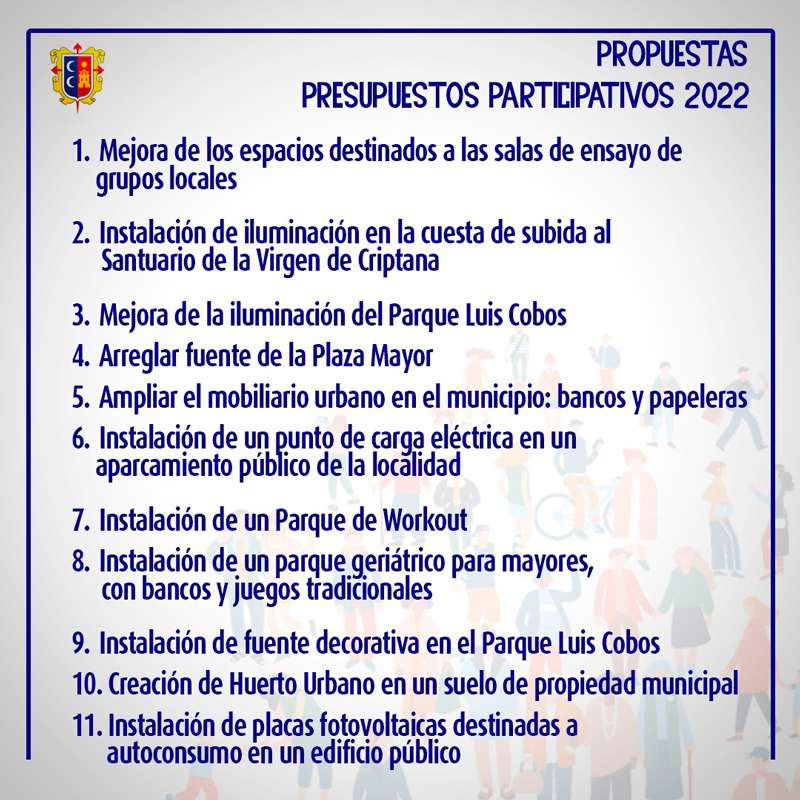 PROPUESTAS
PRESUPUESTOS PARTICIPATIVOS 2022
1. Mejora de los espacios destinados a las salas de ensayo de
grupos locales
2. Instalación de iluminación en la cuesta de subida al
Santuario de la Virgen de Criptana
3. Mejora de la iluminación del Parque Luis Cobos
4. Arreglar fuente de la Plaza Mayor
5. Ampliar el mobiliario urbano en el municipio: bancos y papeleras
6. Instalación de un punto de carga eléctrica en un
aparcamiento público de la localidad
7. Instalación de un Parque de Workout
8. Instalación de un parque geriátrico para mayores,
con bancos y juegos tradicionales
9. Instalación de fuente decorativa en el Parque Luis Cobos
10. Creación de Huerto Urbano en un suelo de propiedad municipal
11. Instalación de placas fotovoltaicas destinadas a
autoconsumo en un edificio público